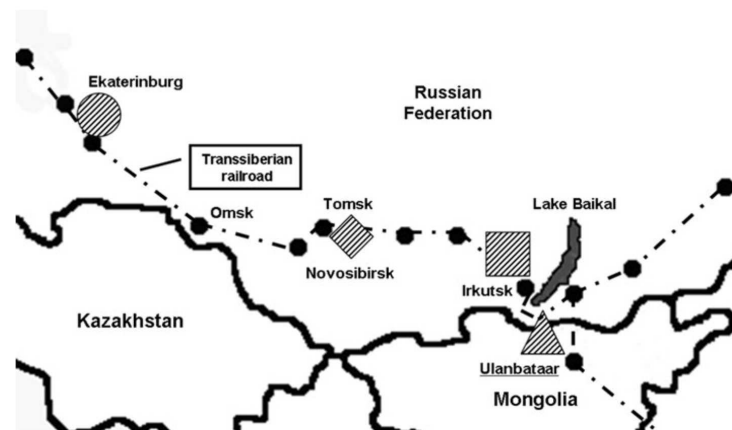 Ekaterinburg
Russian
Federation
Transsiberian
railroad
Tomsk
Lake Baikal
Omsk
Novosibirsk
Irkutsk
Kazakhstan
Ulanbataar
Mongolia